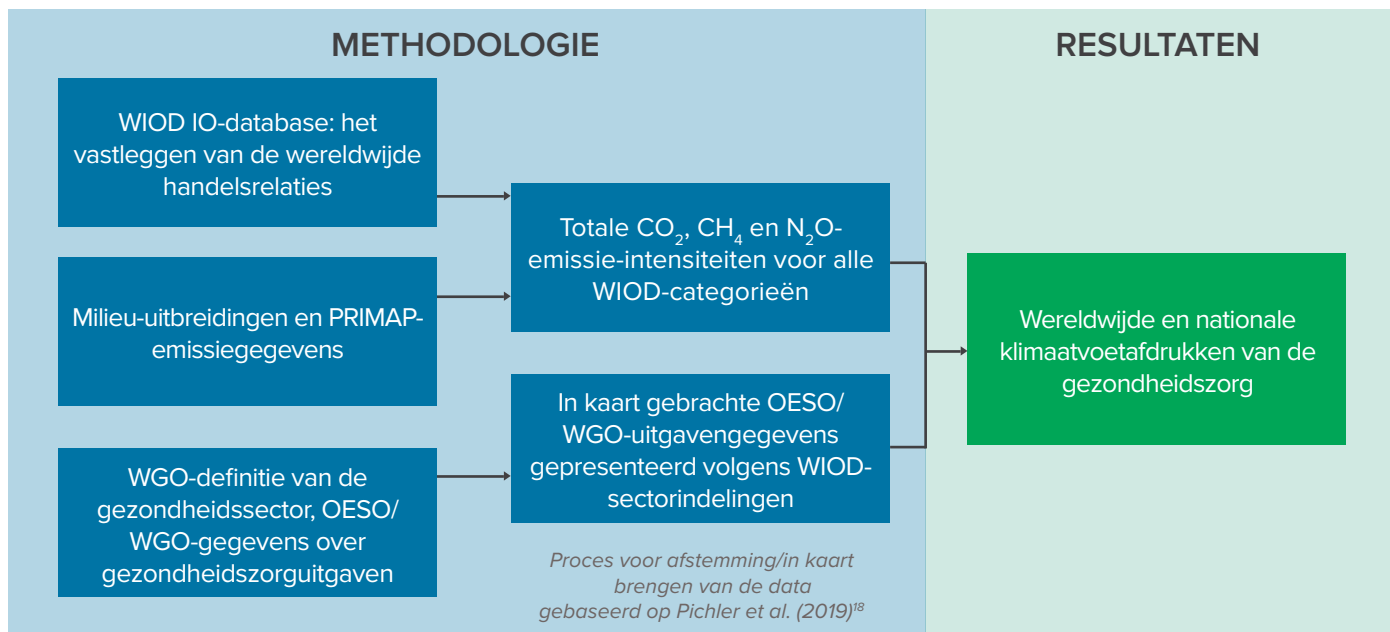 METHODOLOGIE
WIOD IO-database: het
vastleggen van de wereldwijde
handelsrelaties
Milieu-uitbreidingen en PRIMAP-
emissiegegevens
WGO-definitie van de
gezondheidssector, OESO/
WGO-gegevens over
gezondheidszorguitgaven
Totale CO₂, CH₄ en N₂O-
emissie-intensiteiten voor alle
WIOD-categorieën
In kaart gebrachte OESO/
WGO-uitgavengegevens
gepresenteerd volgens WIOD-
sectorindelingen
Proces voor afstemming/in kaart
brengen van de data
gebaseerd op Pichler et al. (2019)¹⁸
RESULTATEN
Wereldwijde en nationale
klimaatvoetafdrukken van de
gezondheidszorg